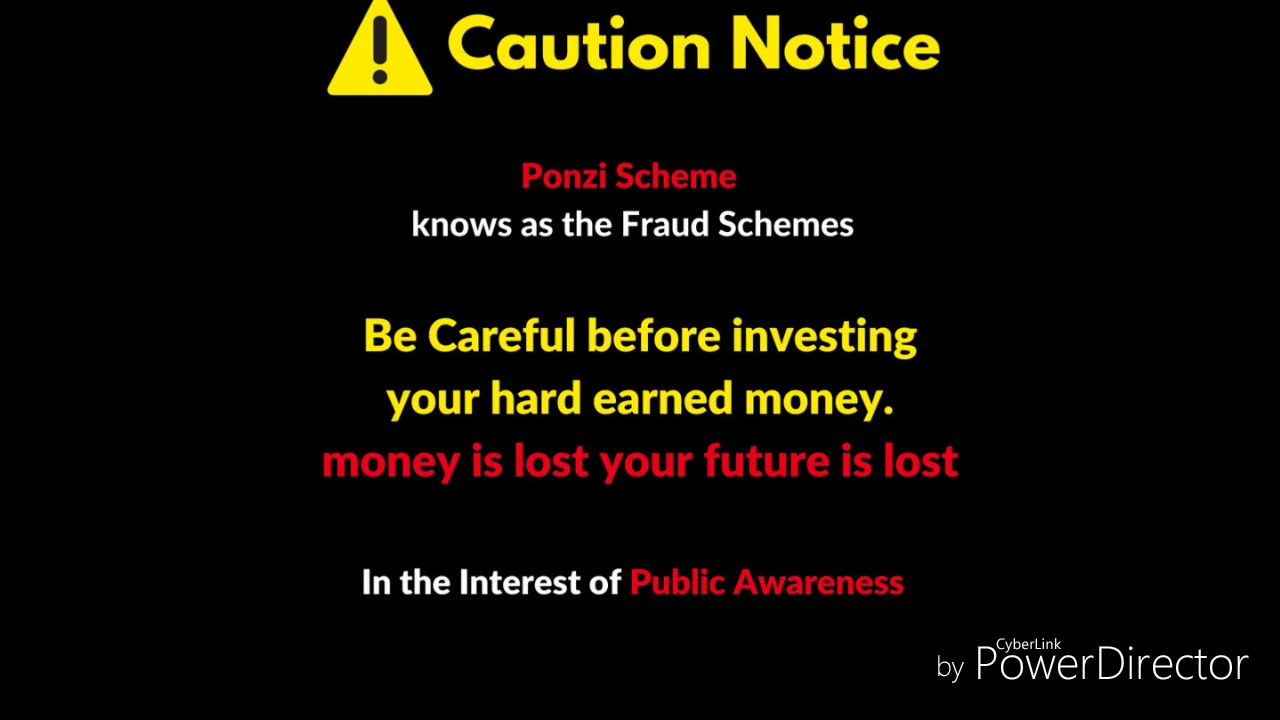 Caution Notice
Ponzi Scheme
knows as the Fraud Schemes
Be Careful before investing
your hard earned money.
money is lost your future is lost
In the Interest of Public Awareness
CyberLink
by PowerDirector